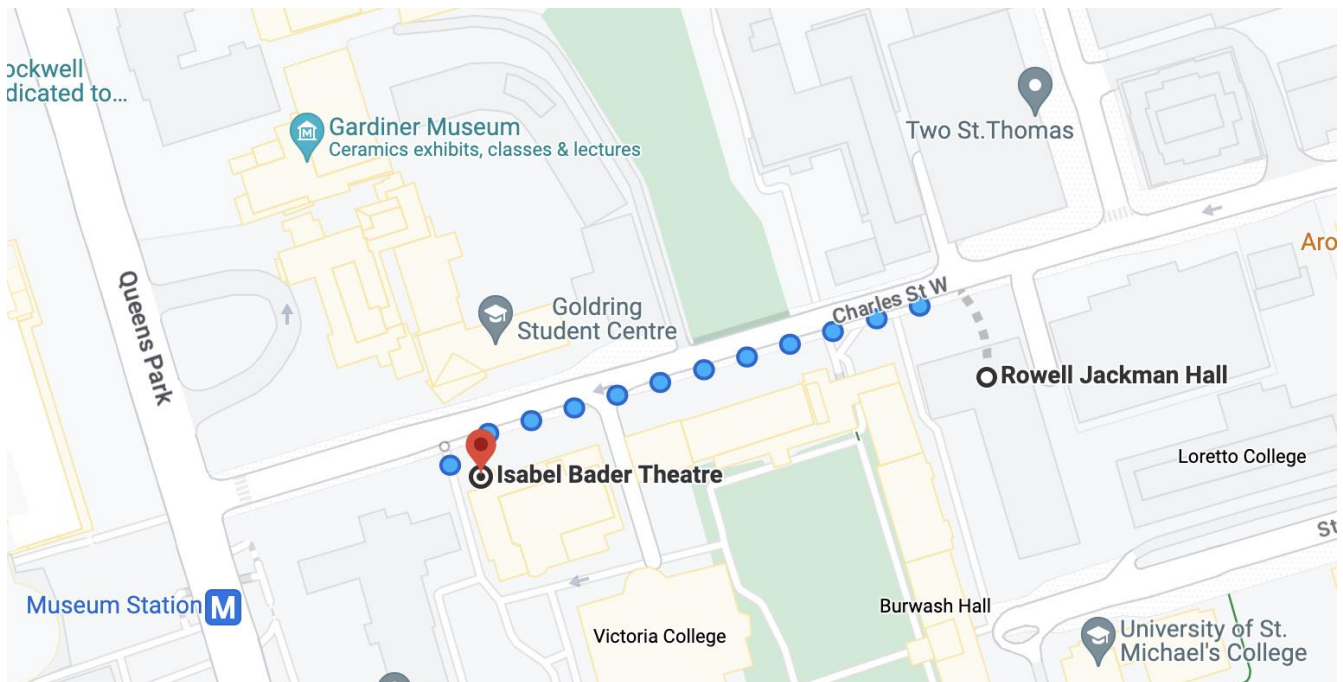 ockwell
dicated to...
Gardiner Museum
Ceramics exhibits, classes & lectures
Two St.Thomas
Aro
Queens Park
Goldring
Student Centre
Charles St W
Rowell Jackman Hall
Loretto College
Isabel Bader Theatre
St
Museum Station M
Burwash Hall
Victoria College
University of St.
Michael's College